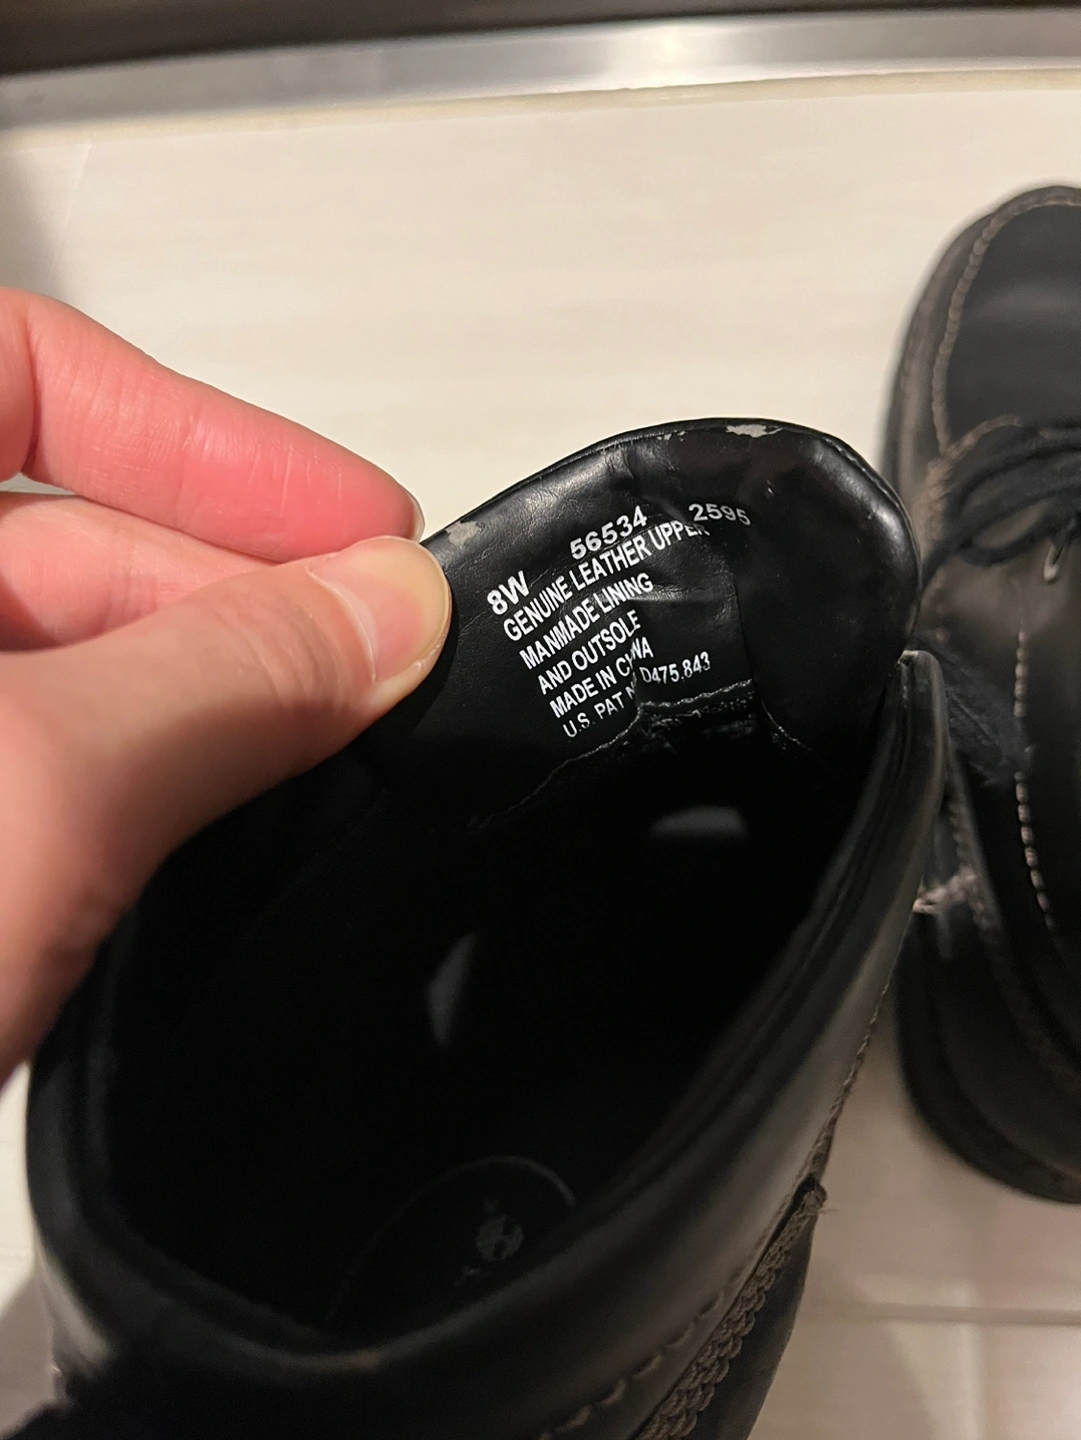 8W 56534 2595
GENUINE LEATHER UPPER
MANMADE LINING
AND OUTSOLE
MADE IN CHINA
U.S. PAT D475,843